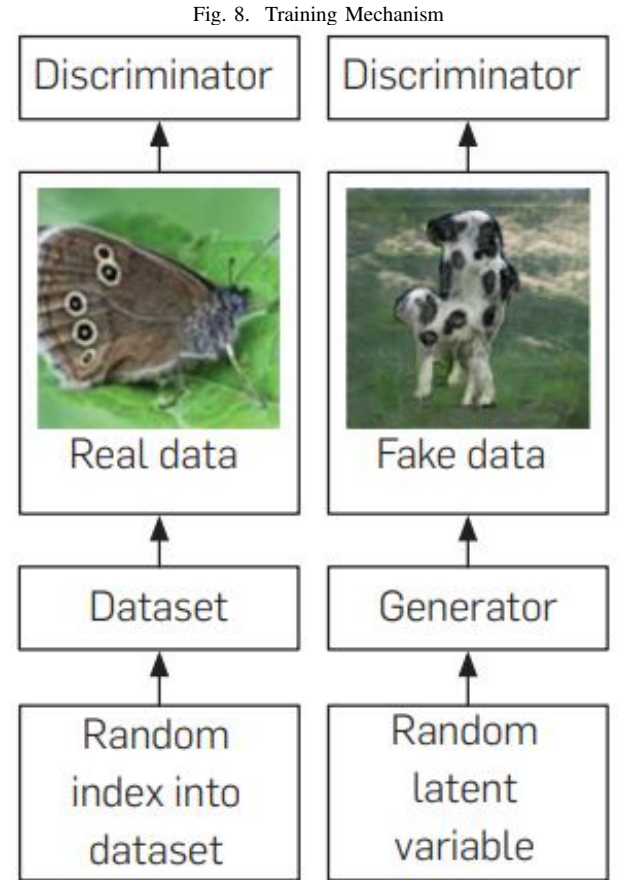 Fig. 8. Training Mechanism
Discriminator
Real data
Dataset
Random
index into
dataset
Discriminator
Fake data
Generator
Random
latent
variable